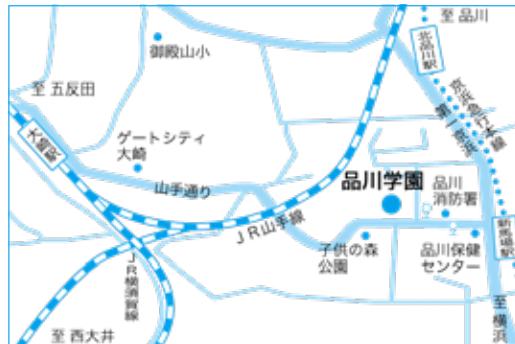 至 品川
北品川駅
御殿山小
京浜急行本線
第一京浜
至 五反田
大崎駅
ゲートシティ
大崎
山手通り
品川学園
品川
消防署
JR山手線
子供の森
公園
品川保健
センター
新馬場駅
JR横須賀線
至 横浜
至 西大井